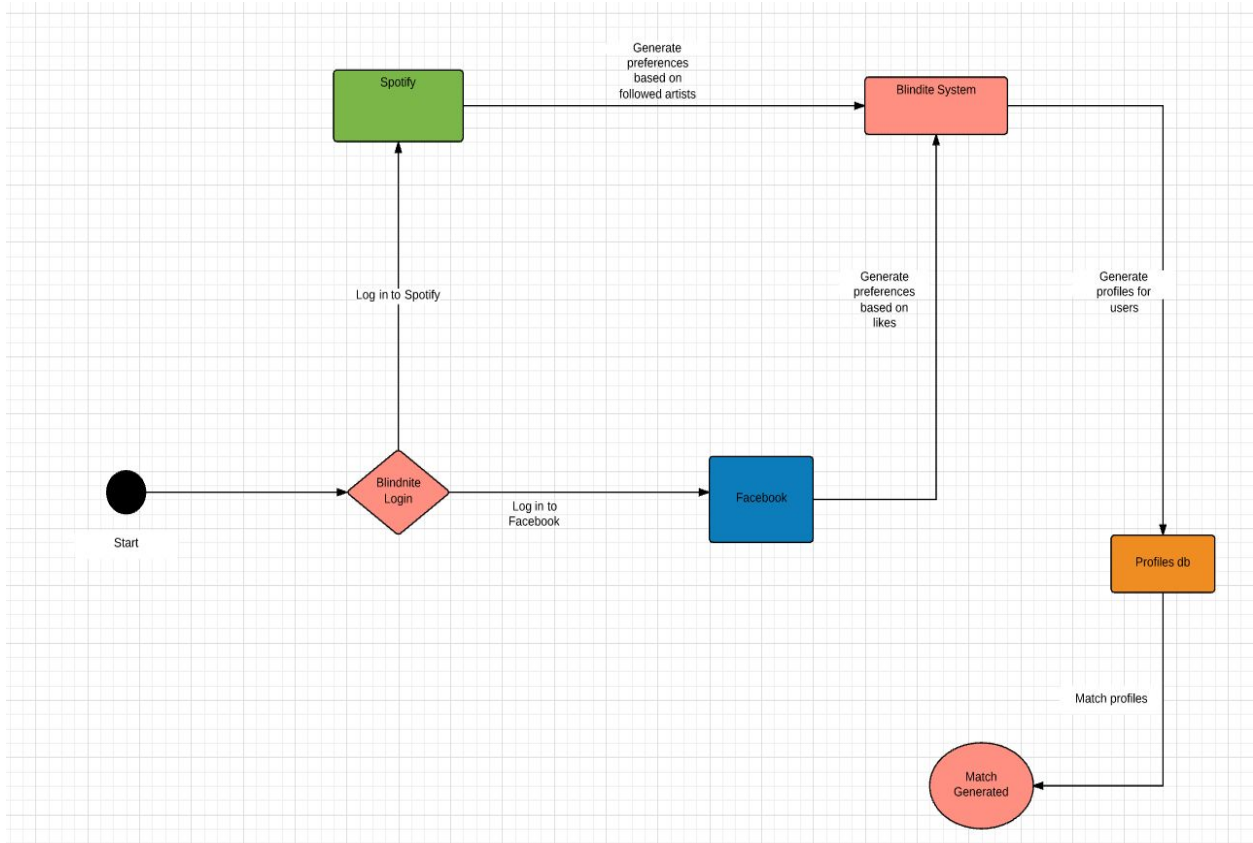 Generate
preferences
based on
followed artists
Spotify
Blindite System
Log in to Spotify
Generate
preferences
based on
likes
Generate
profiles for
users
Blindnite
Login
Log in to
Facebook
Facebook
Start
Profiles db
Match profiles
Match
Generated